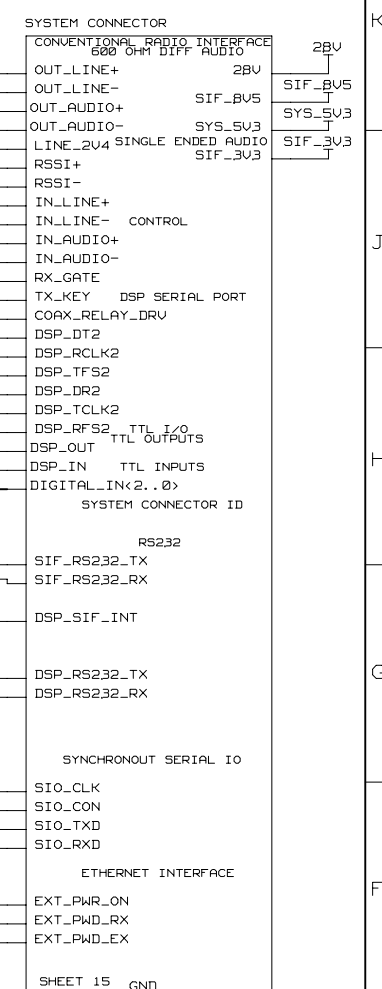 SYSTEM CONNECTOR
CONVENTIONAL RADIO INTERFACE
600 OHM DIFF AUDIO
28V
OUT_LINE+ 28V
OUT_LINE- SIF_8V5
OUT_AUDIO+ SIF_8V5
OUT_AUDIO- SYS_5V3 SYS_5V3
LINE_2V4 SINGLE ENDED AUDIO SIF_3V3
SIF_3V3
RSSI+
RSSI-
IN_LINE+
IN_LINE- CONTROL
IN_AUDIO+
IN_AUDIO-
RX_GATE
TX_KEY DSP SERIAL PORT
COAX_RELAY_DRV
DSP_DT2
DSP_RCLK2
DSP_TFS2
DSP_DR2
DSP_TCLK2
DSP_RFS2 TTL I/O
TTL OUTPUTS
DSP_OUT
DSP_IN TTL INPUTS
DIGITAL_IN<2..0>
SYSTEM CONNECTOR ID
RS232
SIF_RS232_TX
SIF_RS232_RX
DSP_SIF_INT
DSP_RS232_TX
DSP_RS232_RX
SYNCHRONOUT SERIAL IO
SIO_CLK
SIO_CON
SIO_TXD
SIO_RXD
ETHERNET INTERFACE
EXT_PWR_ON
EXT_PWD_RX
EXT_PWD_EX
SHEET 15 GND
K
J
H
G
F